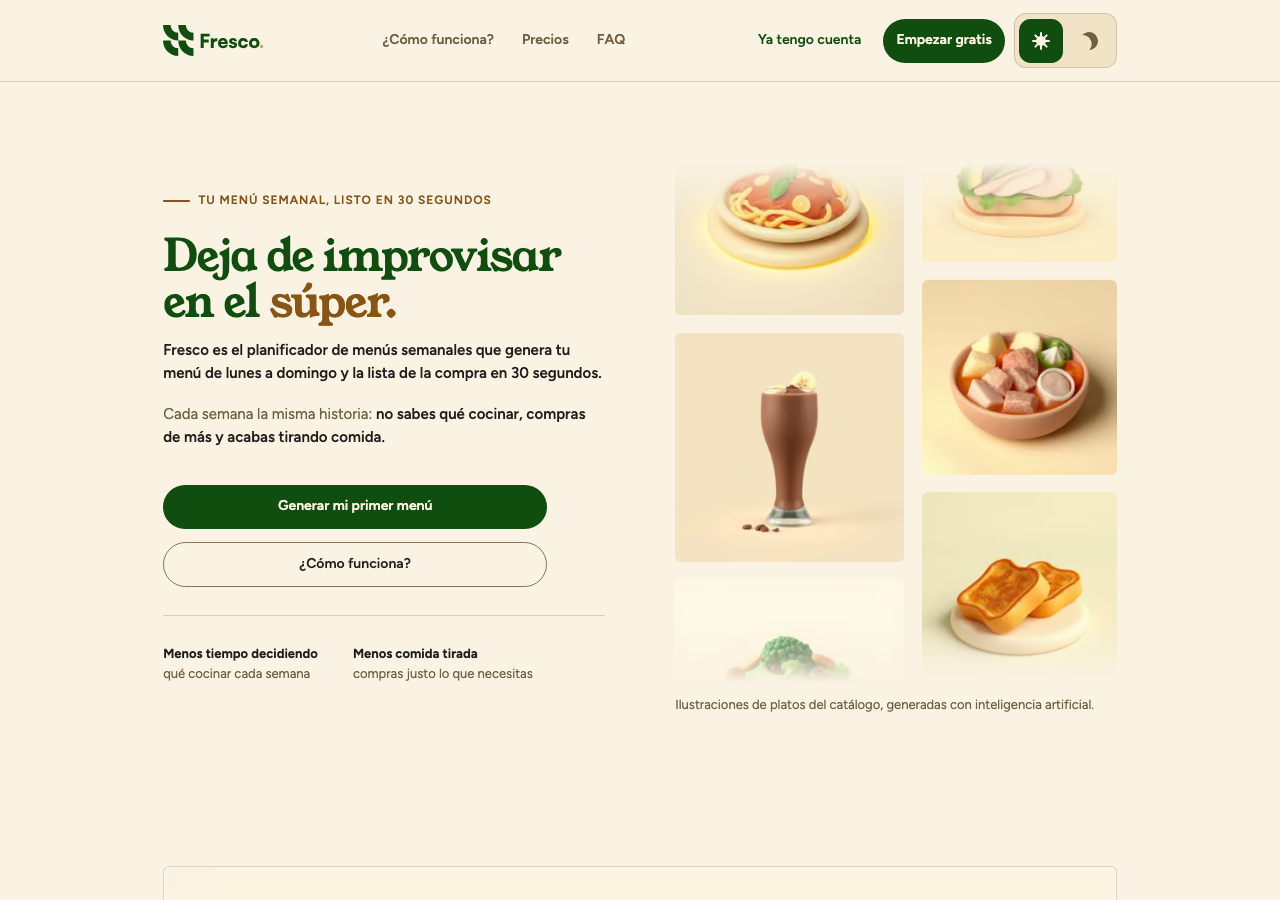 Fresco.
¿Cómo funciona?
Precios
FAQ
Ya tengo cuenta
Empezar gratis
TU MENÚ SEMANAL, LISTO EN 30 SEGUNDOS
Deja de improvisar
en el súper.
Fresco es el planificador de menús semanales que genera tu
menú de lunes a domingo y la lista de la compra en 30 segundos.
Cada semana la misma historia: no sabes qué cocinar, compras
de más y acabas tirando comida.
Generar mi primer menú
¿Cómo funciona?
Menos tiempo decidiendo
qué cocinar cada semana
Menos comida tirada
compras justo lo que necesitas
Ilustraciones de platos del catálogo, generadas con inteligencia artificial.